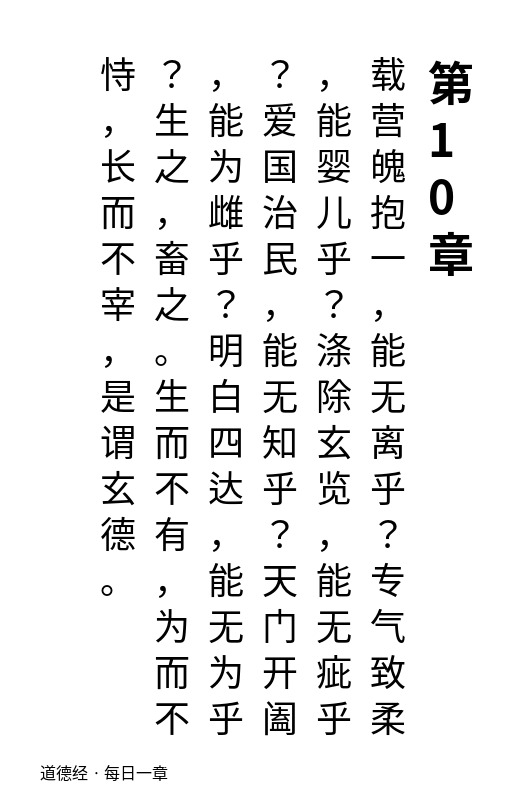 第10章
载营魄抱一，能无离乎？专气致柔
，能婴儿乎？涤除玄览，能无疵乎
？爱国治民，能无知乎？天门开阖
，能为雌乎？明白四达，能无为乎
？生之，畜之。生而不有，为而不
恃，长而不宰，是谓玄德。
道德经 · 每日一章